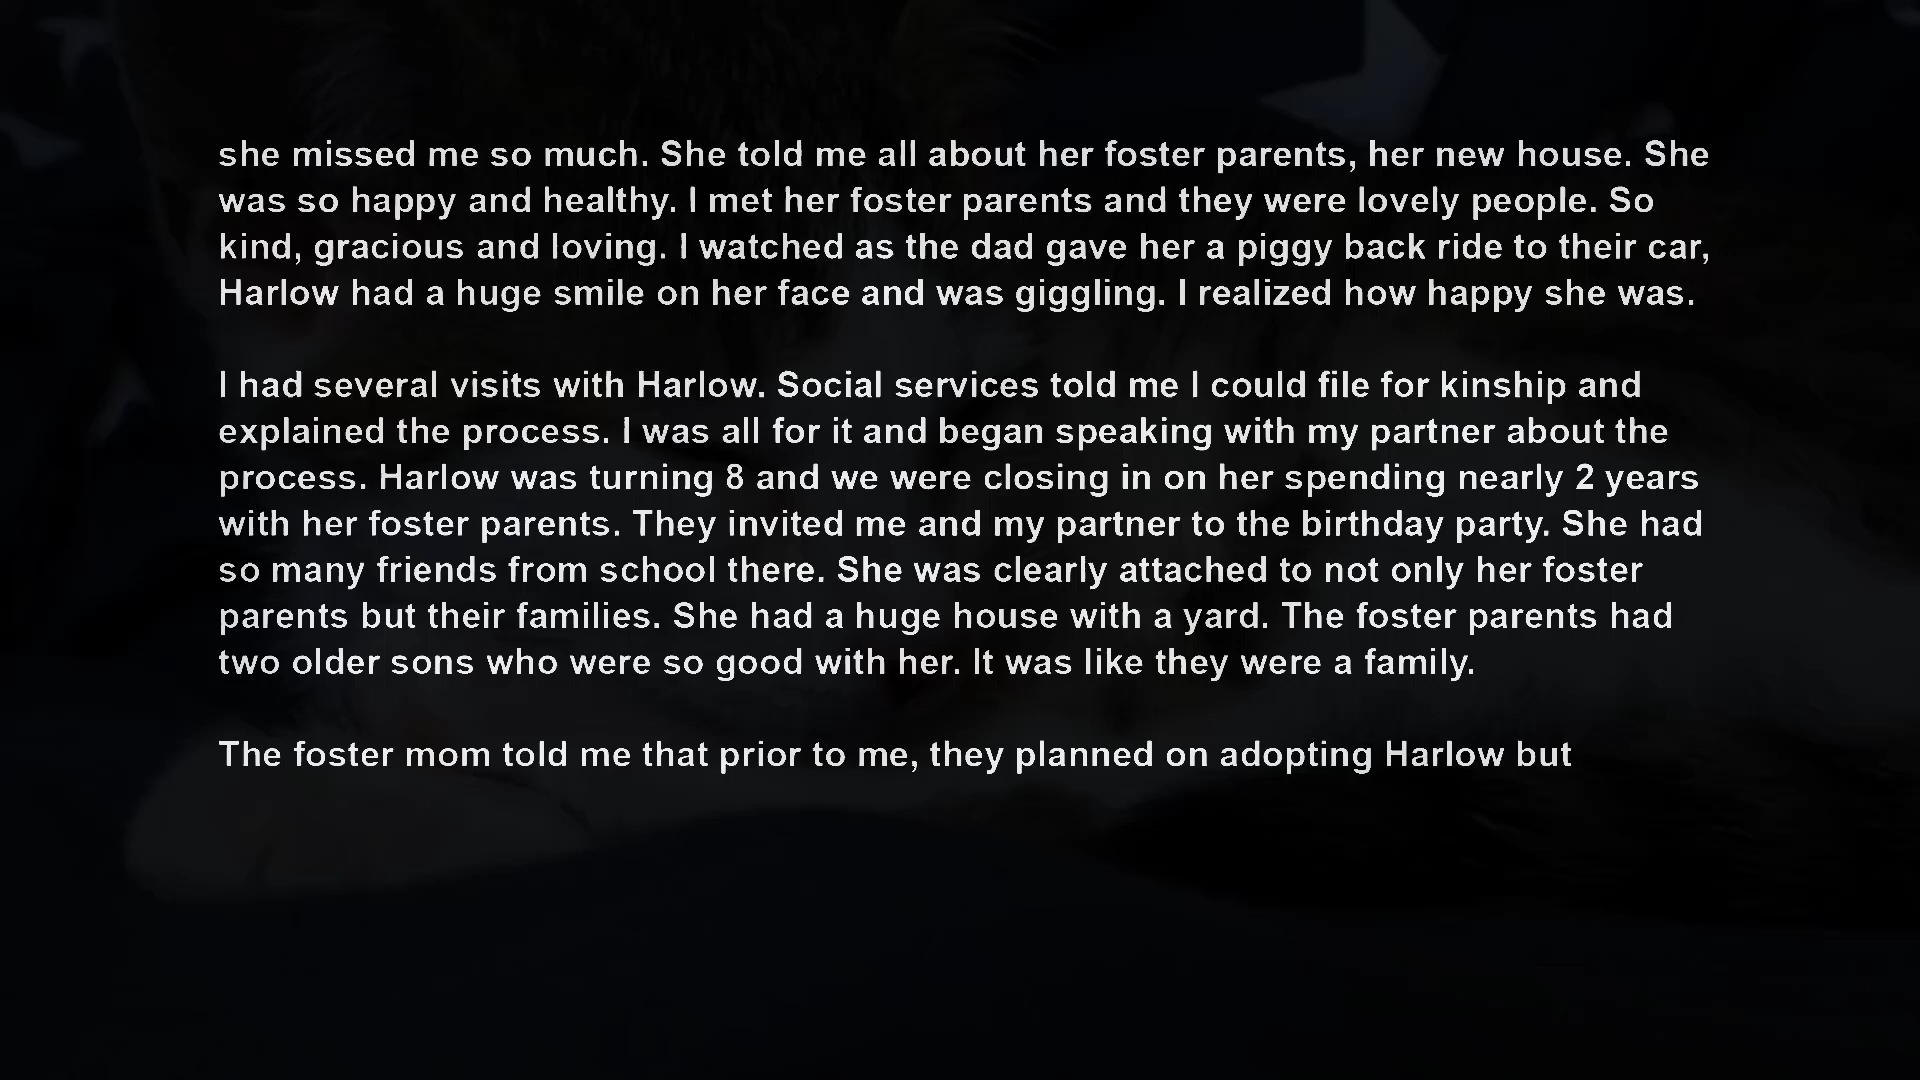 she missed me so much. She told me all about her foster parents, her new house. She
was so happy and healthy. I met her foster parents and they were lovely people. So
kind, gracious and loving. I watched as the dad gave her a piggy back ride to their car,
Harlow had a huge smile on her face and was giggling. I realized how happy she was.
I had several visits with Harlow. Social services told me I could file for kinship and
explained the process. I was all for it and began speaking with my partner about the
process. Harlow was turning 8 and we were closing in on her spending nearly 2 years
with her foster parents. They invited me and my partner to the birthday party. She had
so many friends from school there. She was clearly attached to not only her foster
parents but their families. She had a huge house with a yard. The foster parents had
two older sons who were so good with her. It was like they were a family.
The foster mom told me that prior to me, they planned on adopting Harlow but